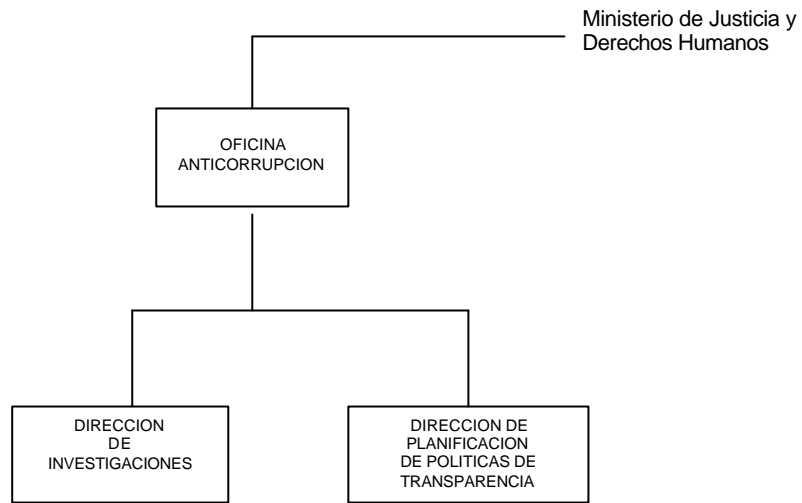 Ministerio de Justicia y
Derechos Humanos
OFICINA
ANTICORRUPCION
DIRECCION
DE
INVESTIGACIONES
DIRECCION DE
PLANIFICACION
DE POLITICAS DE
TRANSPARENCIA